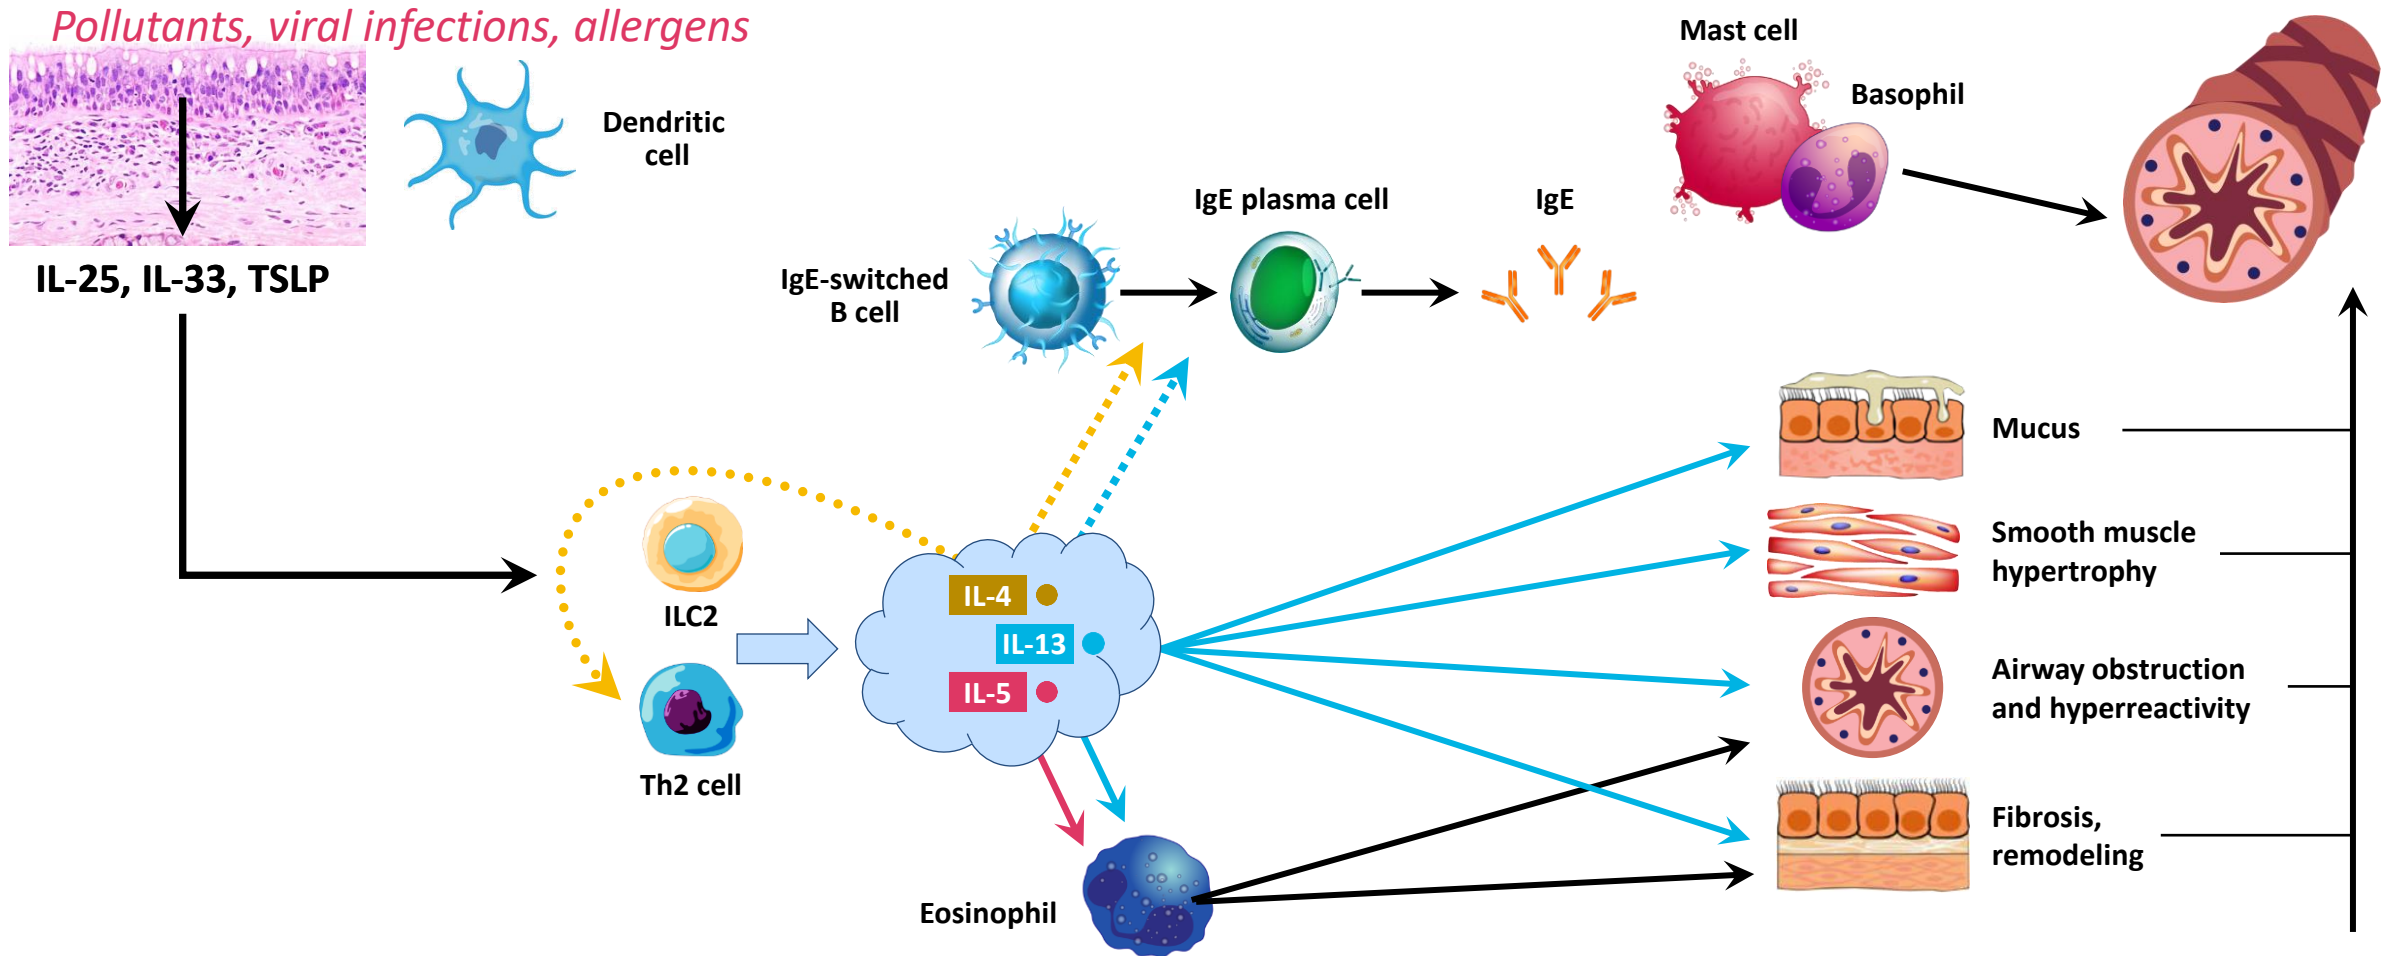 Pollutants, viral infections, allergens
Dendritic
cell
IL-25, IL-33, TSLP
IgE-switched
B cell
IgE plasma cell
IgE
Mast cell
Basophil
ILC2
Th2 cell
IL-4
IL-13
IL-5
Eosinophil
Mucus
Smooth muscle
hypertrophy
Airway obstruction
and hyperreactivity
Fibrosis,
remodeling